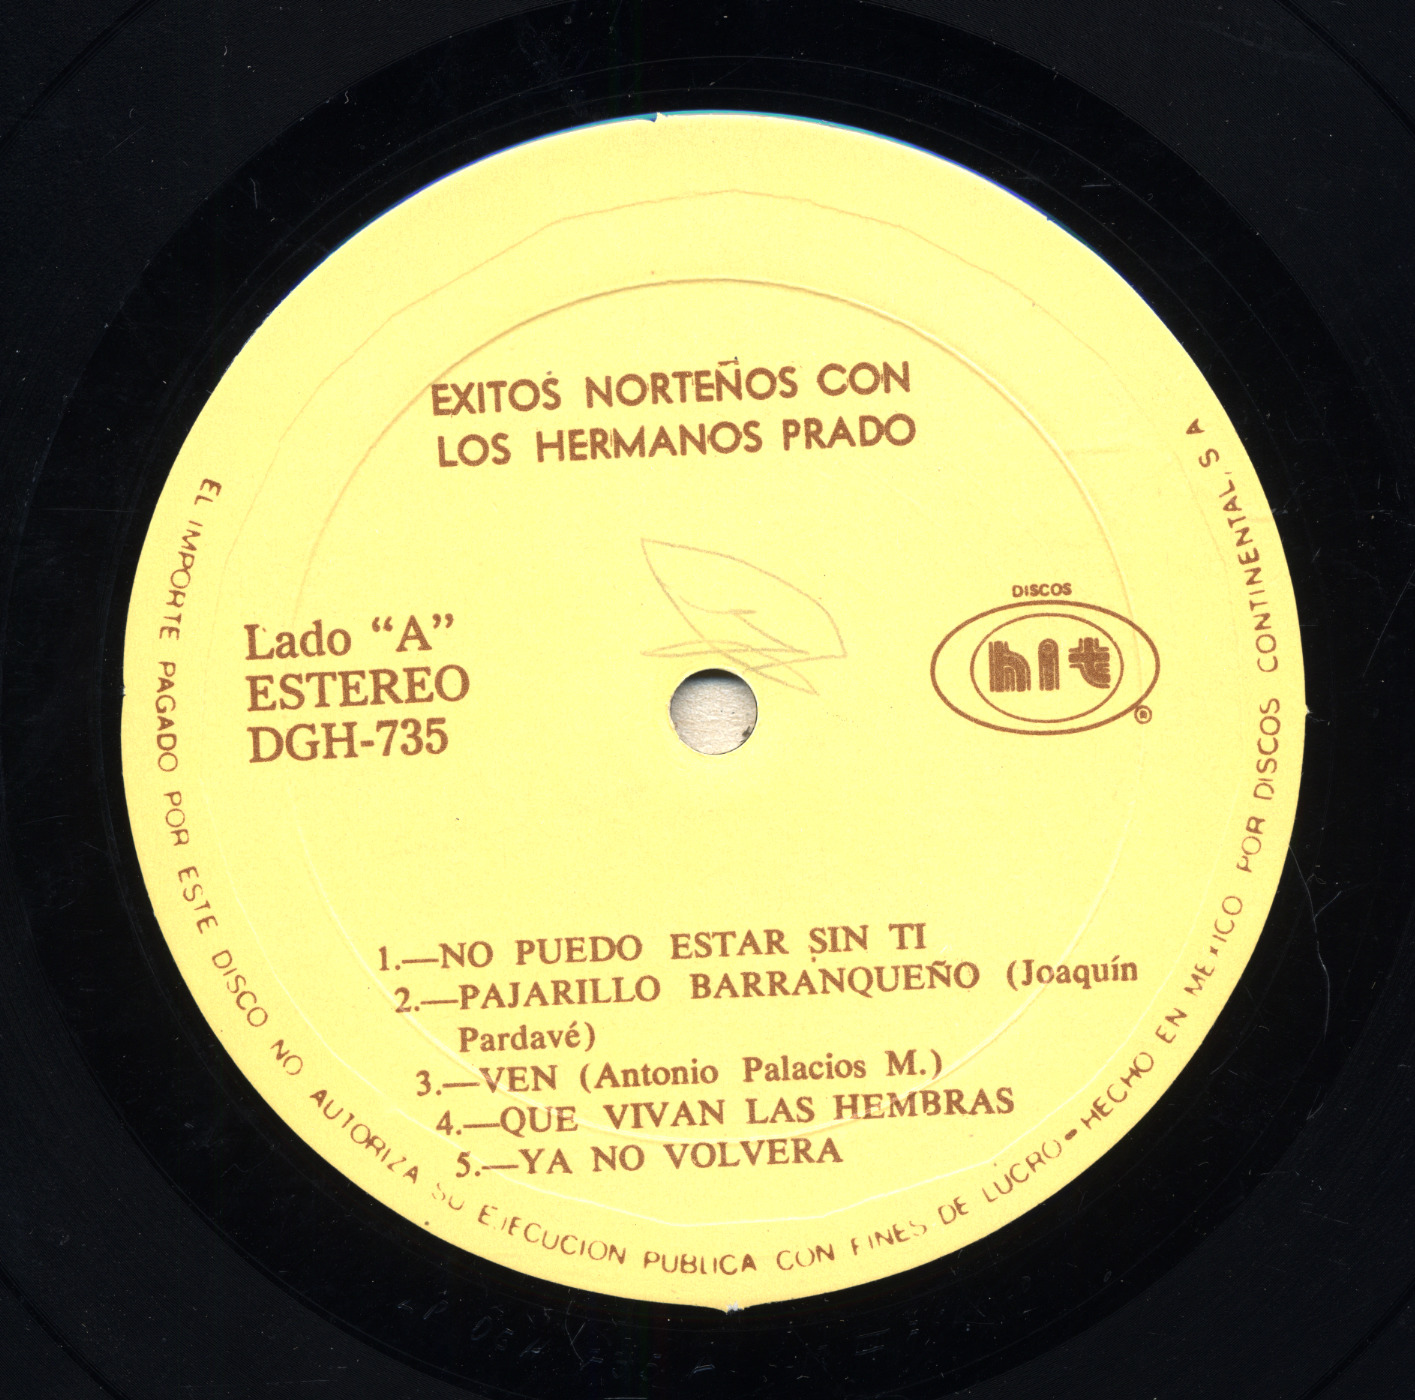 EXITOS NORTEÑOS CON
LOS HERMANOS PRADO
Lado “A”
ESTEREO
DGH-735
DISCOS
hit
®
1.—NO PUEDO ESTAR SIN TI
2.—PAJARILLO BARRANQUEÑO (Joaquín
Pardavé)
3.—VEN (Antonio Palacios M.)
4.—QUE VIVAN LAS HEMBRAS
5.—YA NO VOLVERA
EL IMPORTE PAGADO POR ESTE DISCO NO AUTORIZA SU EJECUCION PUBLICA CON FINES DE LUCRO - HECHO EN MEXICO POR DISCOS CONTINENTAL, S A